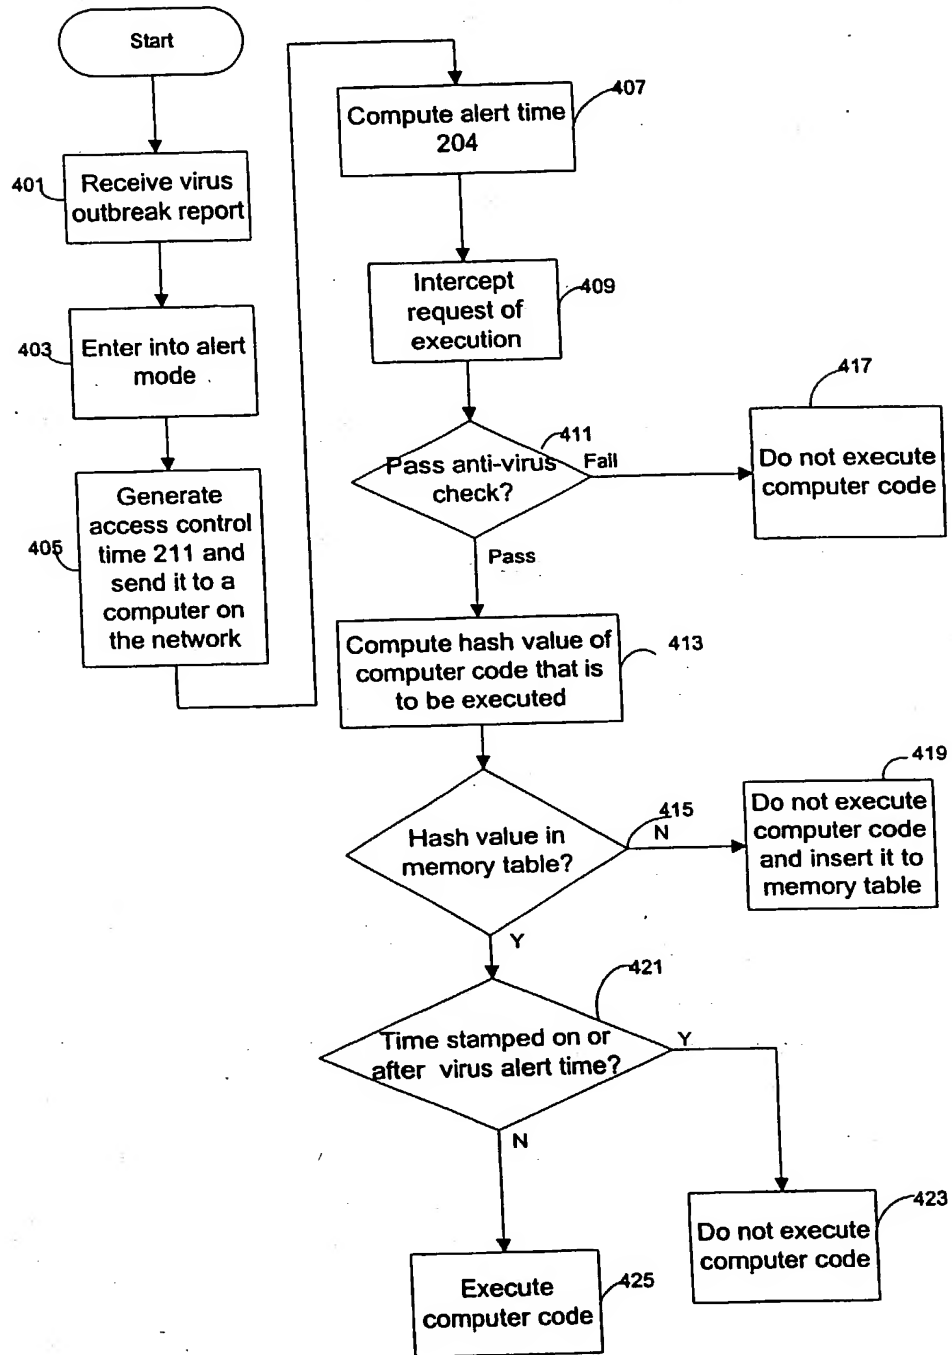 Start
401
Receive virus
outbreak report
403
Enter into alert
mode
405
Generate
access control
time 211 and
send it to a
computer on
the network
407
Compute alert time
204
409
Intercept
request of
execution
411
Pass anti-virus
check?
Fail
417
Do not execute
computer code
Pass
413
Compute hash value of
computer code that is
to be executed
415
Hash value in
memory table?
N
419
Do not execute
computer code
and insert it to
memory table
Y
421
Time stamped on or
after virus alert time?
Y
423
Do not execute
computer code
N
425
Execute
computer code